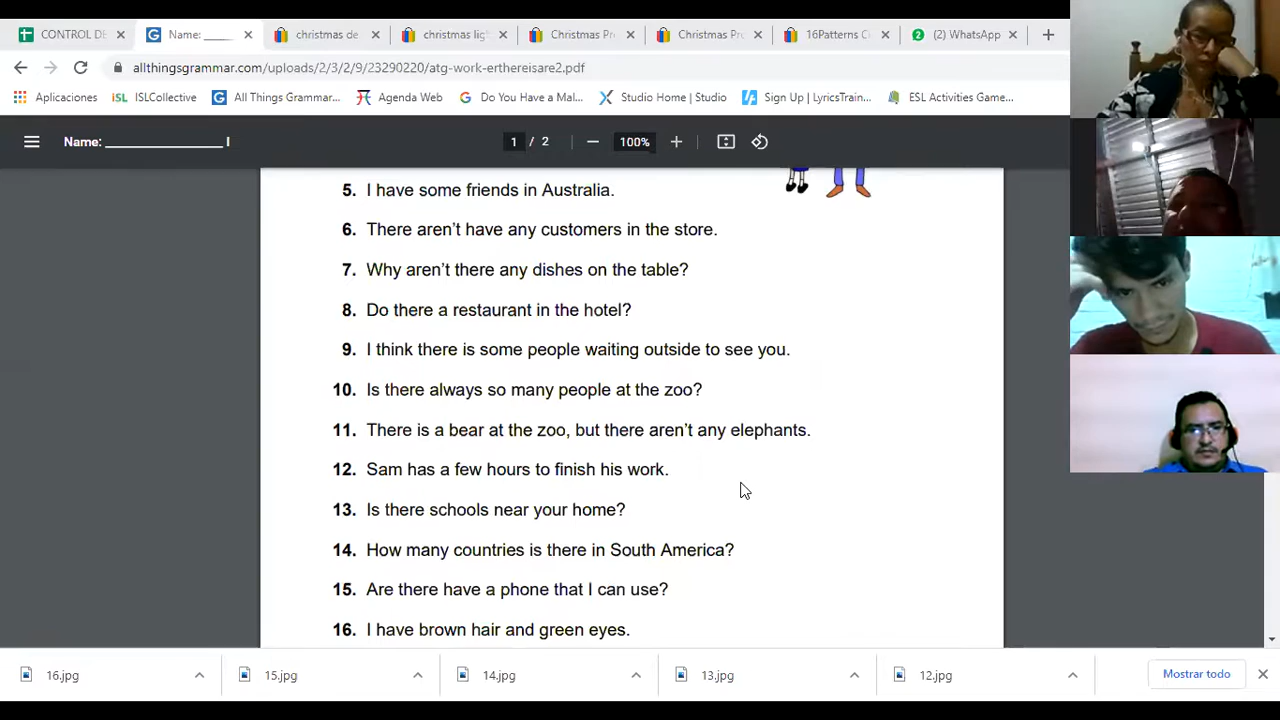 CONTROL DE
Name: _____
christmas de
christmas lig
Christmas Pr
Christmas Pr
16Patterns C
2
(2) WhatsApp
allthingsgrammar.com/uploads/2/3/2/9/23290220/atg-work-erthereisare2.pdf
Aplicaciones
iSL
ISLCollective
All Things Grammar...
Agenda Web
Do You Have a Mal...
Studio Home | Studio
Sign Up | LyricsTrain...
ESL Activities Game...
Name: _________________ I
1 / 2
100%
5. I have some friends in Australia.
6. There aren't have any customers in the store.
7. Why aren't there any dishes on the table?
8. Do there a restaurant in the hotel?
9. I think there is some people waiting outside to see you.
10. Is there always so many people at the zoo?
11. There is a bear at the zoo, but there aren't any elephants.
12. Sam has a few hours to finish his work.
13. Is there schools near your home?
14. How many countries is there in South America?
15. Are there have a phone that I can use?
16. I have brown hair and green eyes.
16.jpg
15.jpg
14.jpg
13.jpg
12.jpg
Mostrar todo